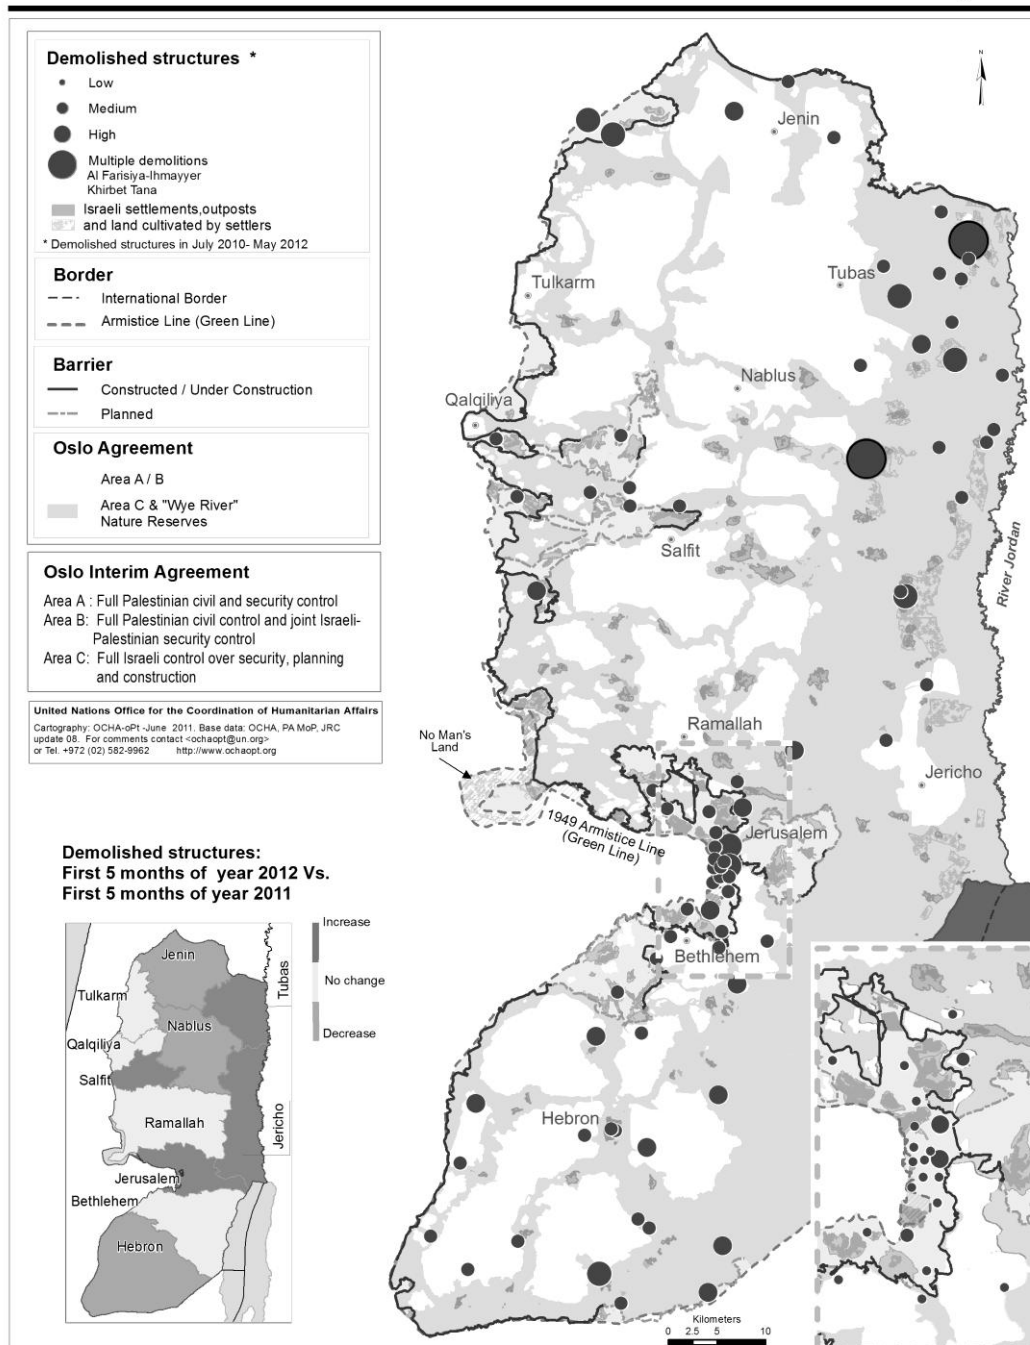 Demolished structures *
Low
Medium
High
Multiple demolitions
Al Farisiya-Ihmayyer
Khirbet Tana
Israeli settlements,outposts
and land cultivated by settlers
* Demolished structures in July 2010- May 2012
Border
International Border
Armistice Line (Green Line)
Barrier
Constructed / Under Construction
Planned
Oslo Agreement
Area A / B
Area C & "Wye River"
Nature Reserves
Oslo Interim Agreement
Area A : Full Palestinian civil and security control
Area B: Full Palestinian civil control and joint Israeli-
Palestinian security control
Area C: Full Israeli control over security, planning
and construction
United Nations Office for the Coordination of Humanitarian Affairs
Cartography: OCHA-oPt -June 2011. Base data: OCHA, PA MoP, JRC
update 08. For comments contact <ochaopt@un.org>
or Tel. +972 (02) 582-9962 http://www.ochaopt.org
N
Jenin
Tulkarm
Tubas
Nablus
Qalqiliya
Salfit
River Jordan
Ramallah
No Man's
Land
Jericho
1949 Armistice Line
(Green Line)
Jerusalem
Bethlehem
Hebron
Kilometers
0 2.5 5 10
Demolished structures:
First 5 months of year 2012 Vs.
First 5 months of year 2011
Increase
No change
Decrease
Jenin
Tubas
Tulkarm
Nablus
Qalqiliya
Salfit
Ramallah
Jericho
Jerusalem
Bethlehem
Hebron